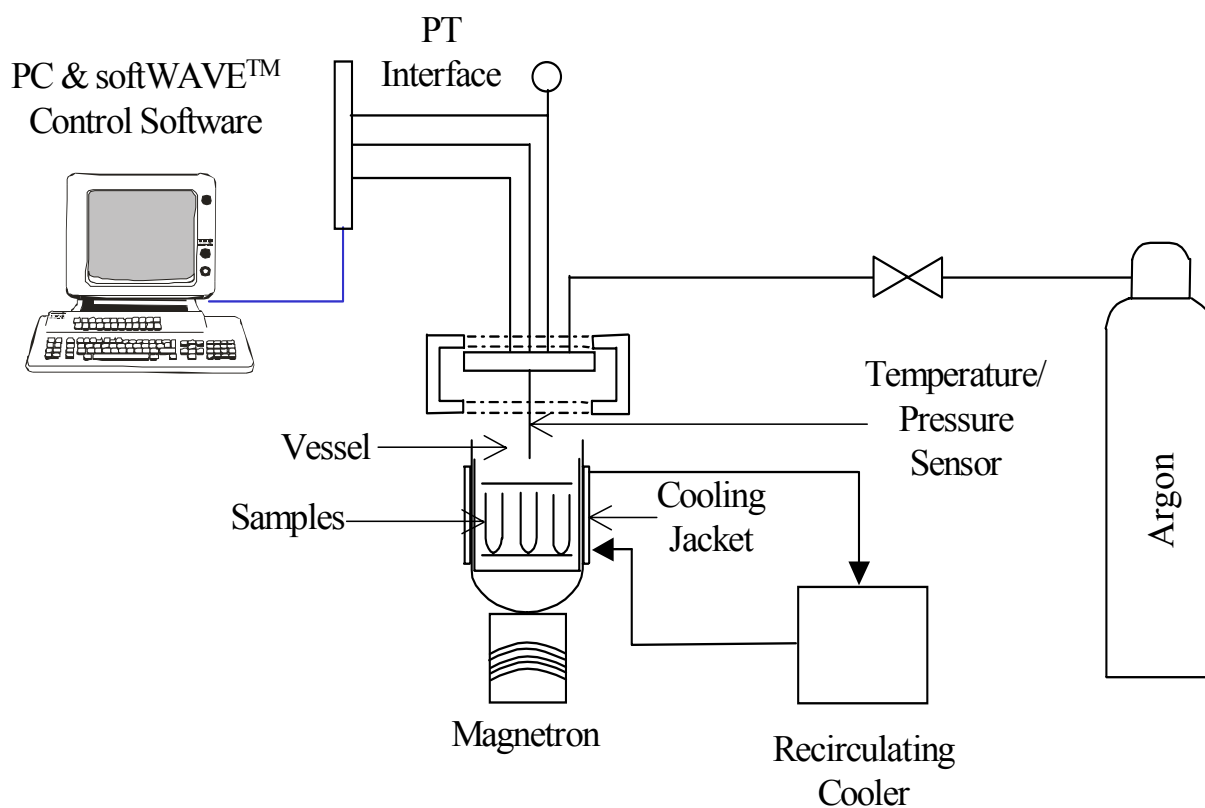 PT
Interface
PC & softWAVE™
Control Software
Temperature/
Pressure
Sensor
Vessel
Samples
Cooling
Jacket
Argon
Magnetron
Recirculating
Cooler